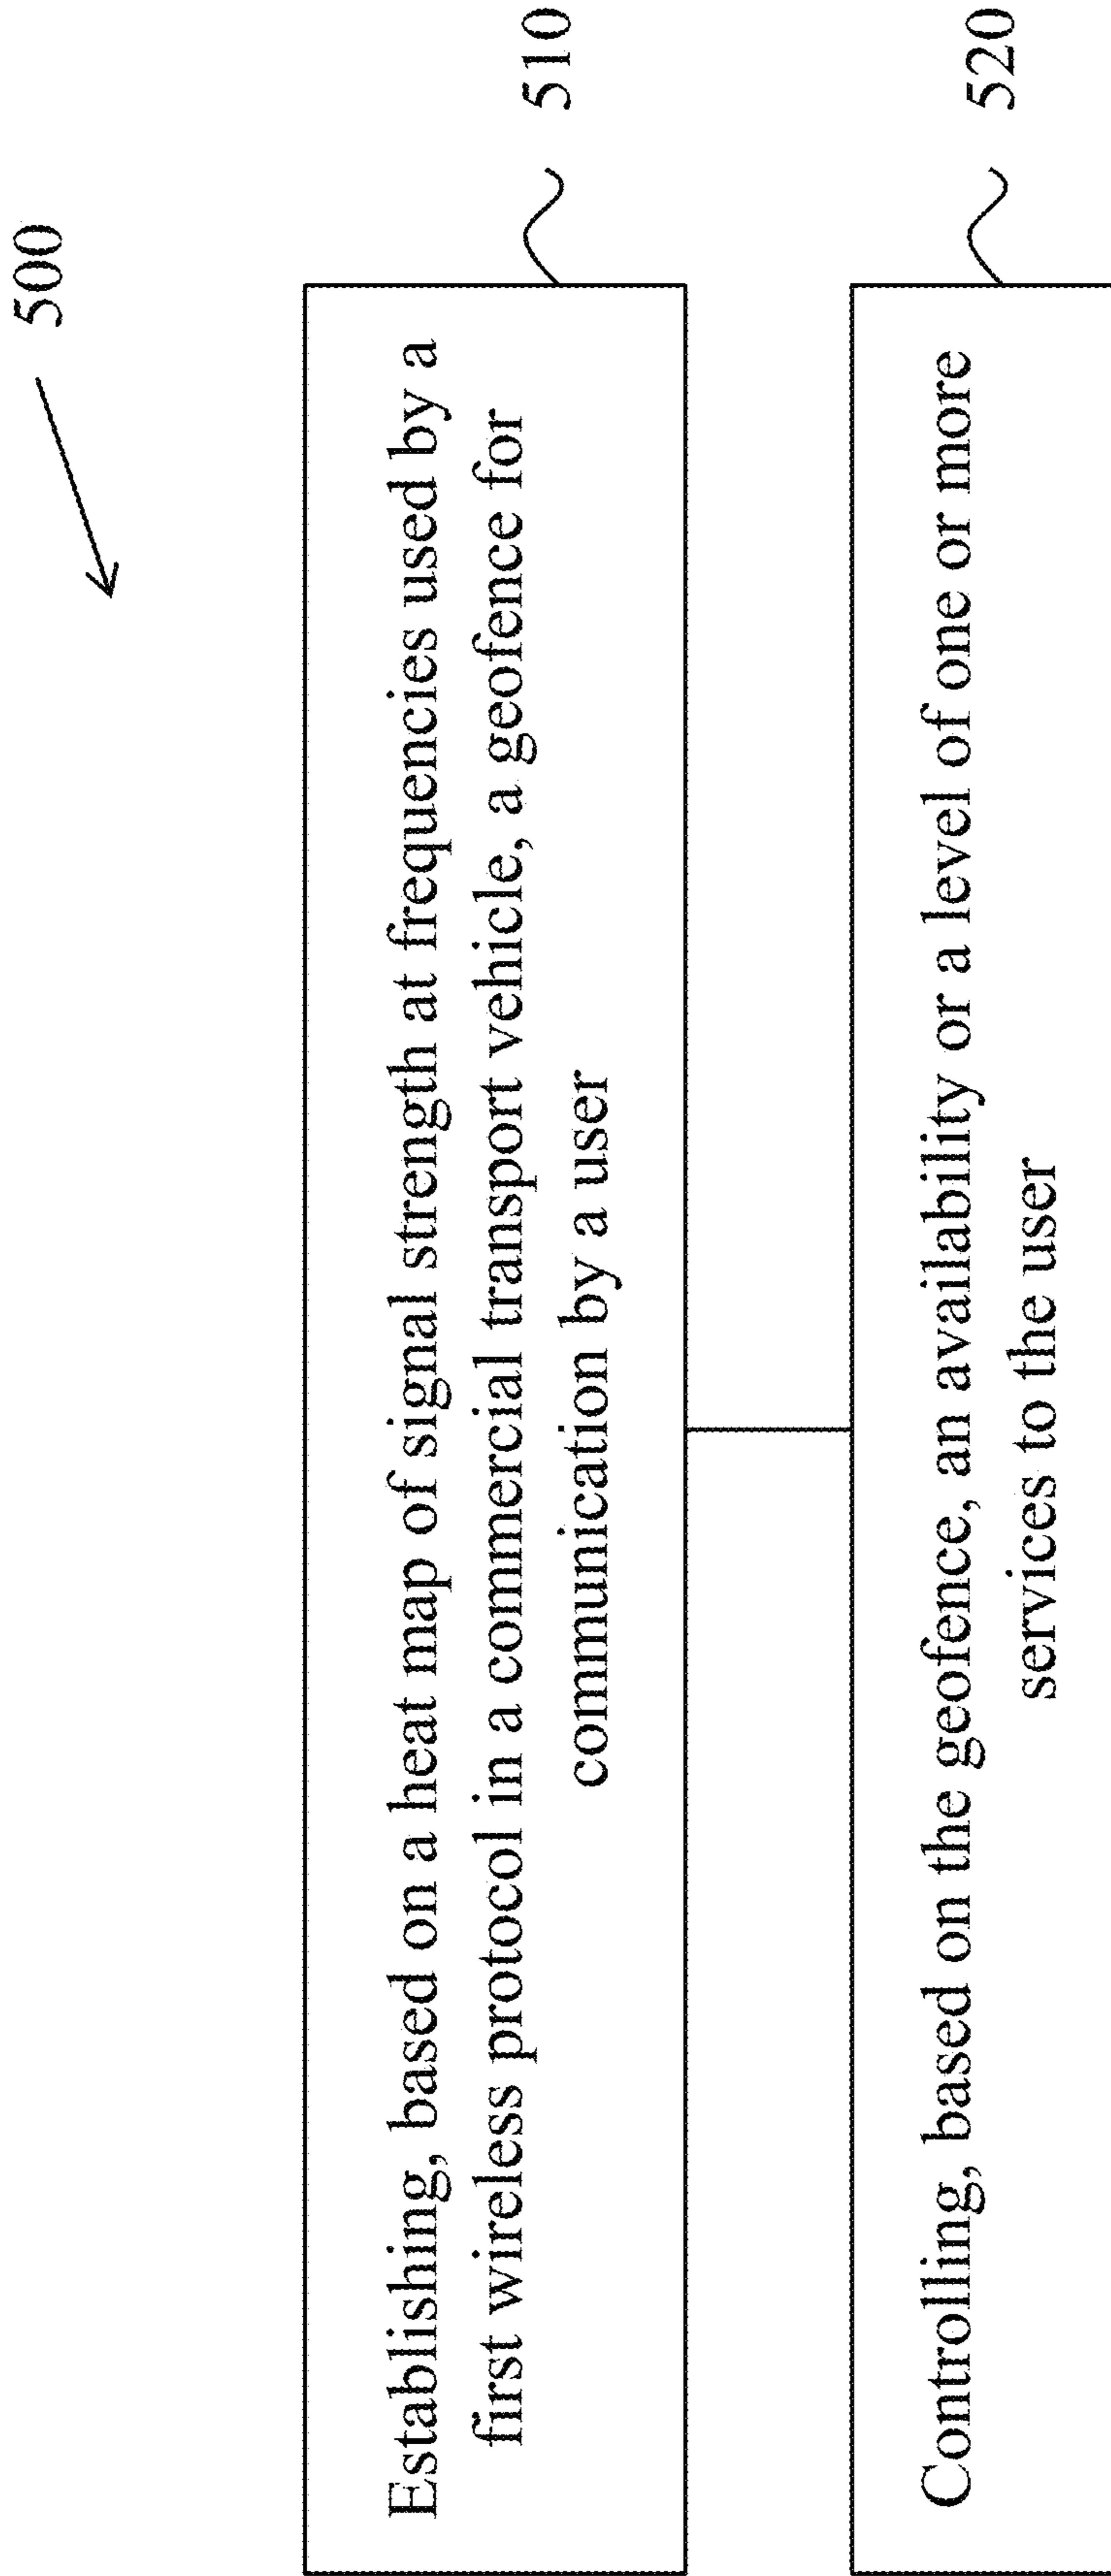 500
Establishing, based on a heat map of signal strength at frequencies used by a
first wireless protocol in a commercial transport vehicle, a geofence for
communication by a user
510
Controlling, based on the geofence, an availability or a level of one or more
services to the user
520